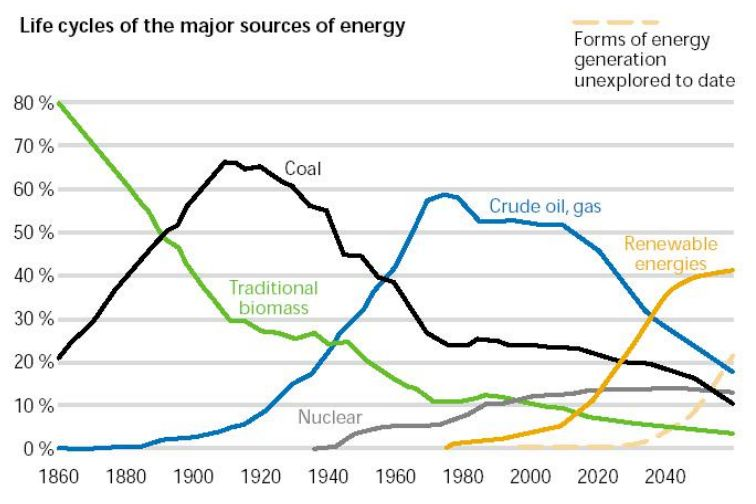 Life cycles of the major sources of energy
Forms of energy
generation
unexplored to date
80 %
70 %
60 %
50 %
40 %
30 %
20 %
10 %
0 %
Coal
Crude oil, gas
Renewable
energies
Traditional
biomass
Nuclear
1860 1880 1900 1920 1940 1960 1980 2000 2020 2040